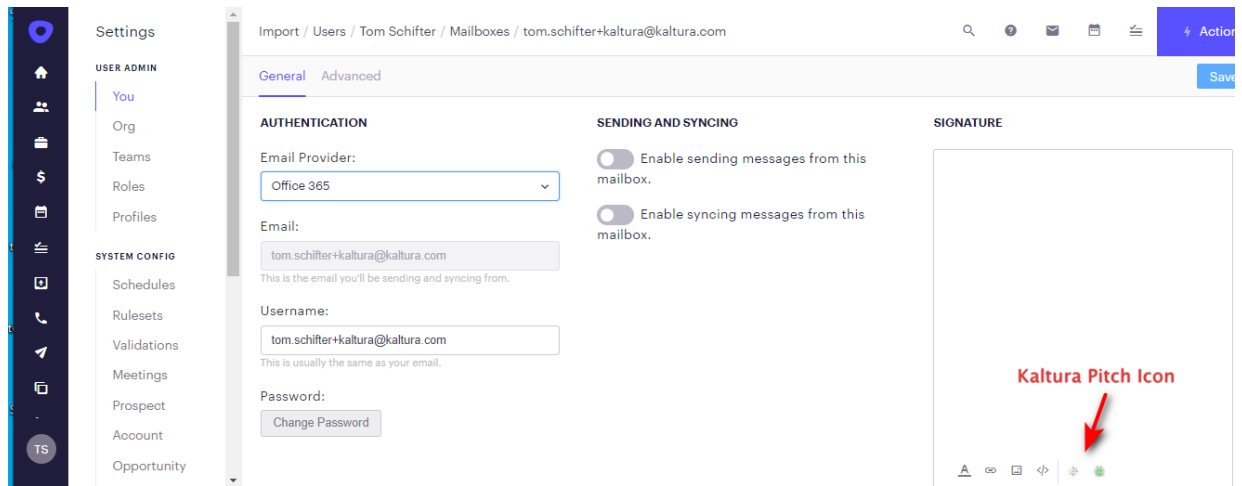 Settings
USER ADMIN
You
Org
Teams
Roles
Profiles
SYSTEM CONFIG
Schedules
Rulesets
Validations
Meetings
Prospect
Account
Opportunity
TS
Import / Users / Tom Schifter / Mailboxes / tom.schifter+kaltura@kaltura.com
Action
General Advanced
Save
AUTHENTICATION
Email Provider:
Office 365
Email:
tom.schifter+kaltura@kaltura.com
This is the email you'll be sending and syncing from.
Username:
tom.schifter+kaltura@kaltura.com
This is usually the same as your email.
Password:
Change Password
SENDING AND SYNCING
Enable sending messages from this
mailbox.
Enable syncing messages from this
mailbox.
SIGNATURE
Kaltura Pitch Icon
A